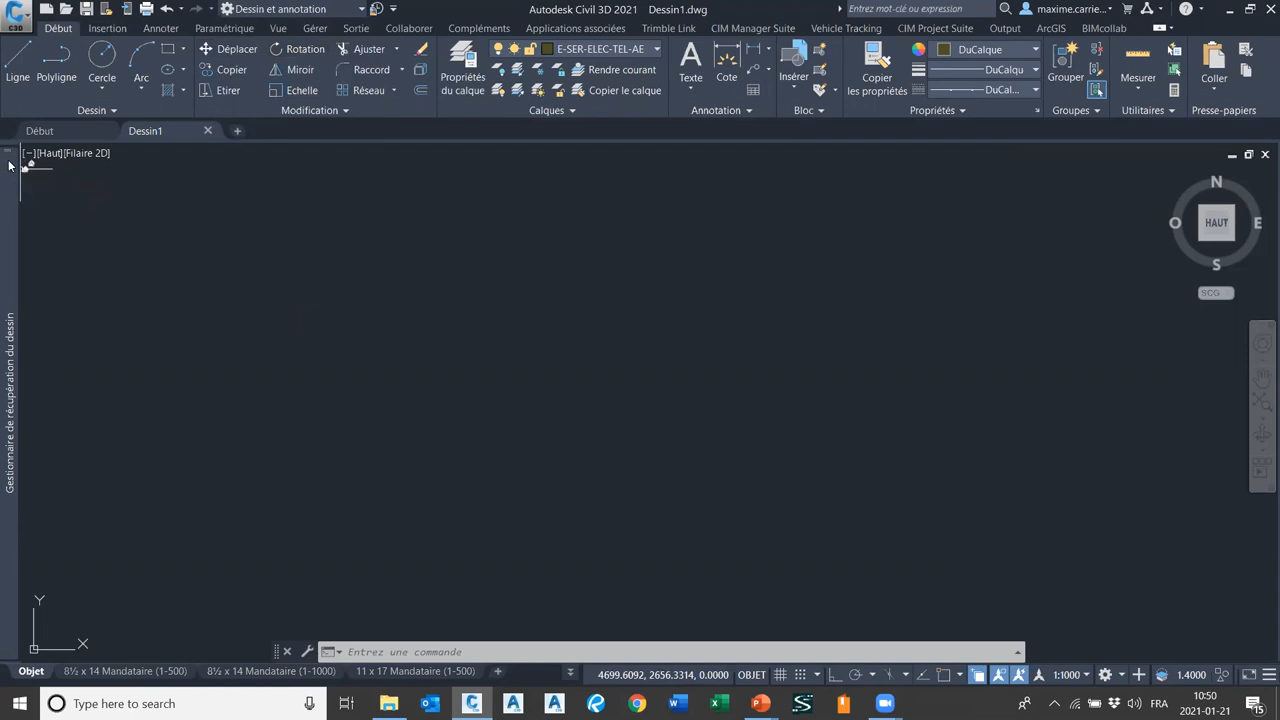 C3D
Dessin et annotation
Autodesk Civil 3D 2021 Dessin1.dwg
Entrez mot-clé ou expression
maxime.carrie...
Début Insertion Annoter Paramétrique Vue Gérer Sortie Collaborer Compléments Applications associées Trimble Link CIM Manager Suite Vehicle Tracking CIM Project Suite Output ArcGIS BIMcollab
Ligne Polyligne Cercle Arc
Déplacer Rotation Ajuster
Copier Miroir Raccord
Etirer Echelle Réseau
Propriétés du calque
E-SER-ELEC-TEL-AE
Rendre courant
Copier le calque
Texte Cote
Insérer
Copier les propriétés
DuCalque
DuCalqu
DuCal...
Grouper
Mesurer
Coller
Dessin Modification Calques Annotation Bloc Propriétés Groupes Utilitaires Presse-papiers
Début Dessin1
[−][Haut][Filaire 2D]
N
O HAUT E
S
SCG
Gestionnaire de récupération du dessin
Y
X
Entrez une commande
Objet 8½ x 14 Mandataire (1-500) 8½ x 14 Mandataire (1-1000) 11 x 17 Mandataire (1-500)
4699.6092, 2656.3314, 0.0000 OBJET
1:1000
1.4000
Type here to search
FRA
10:50
2021-01-21
15